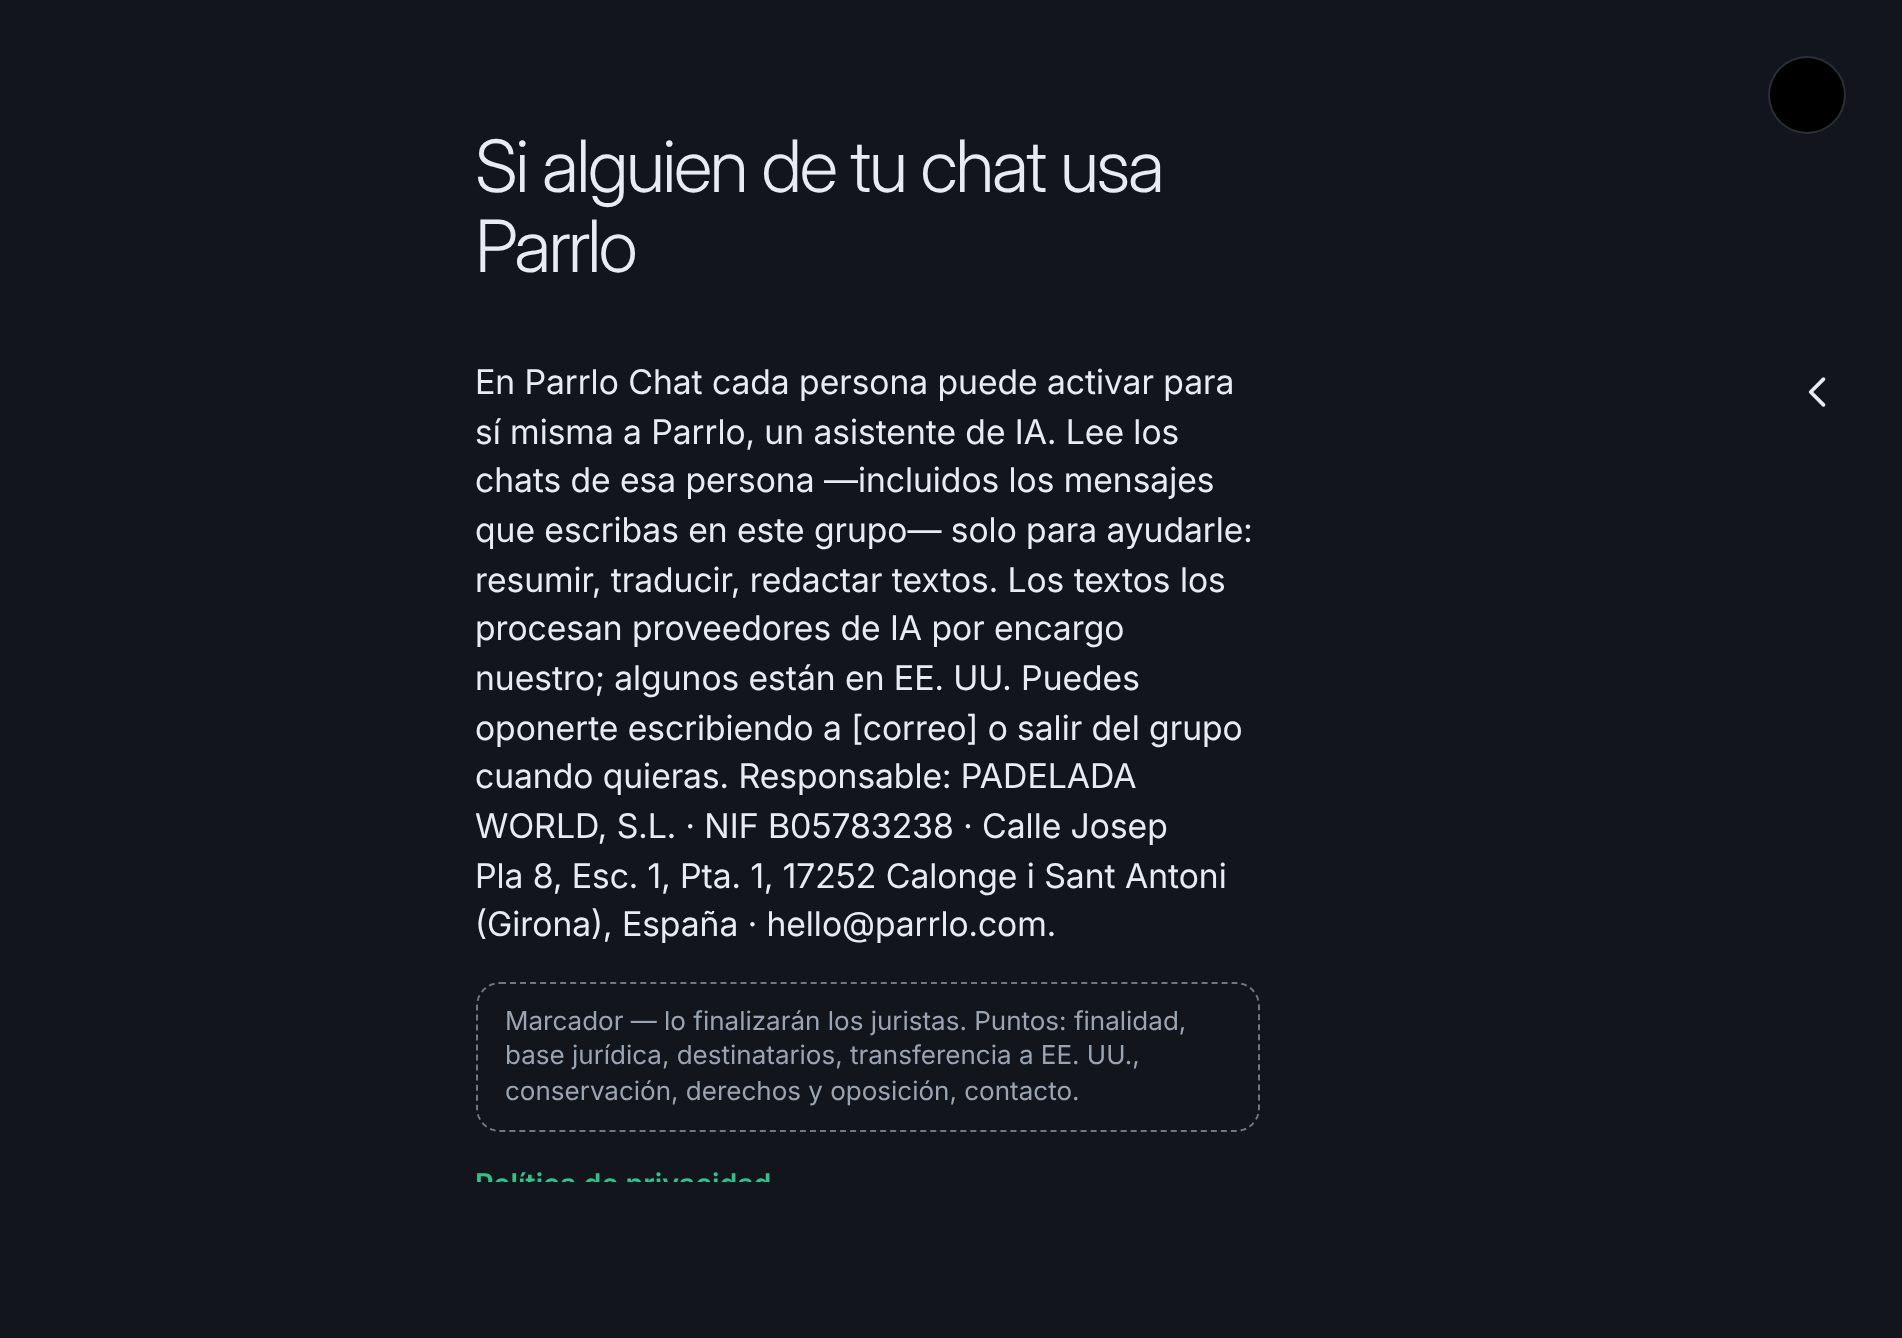 Si alguien de tu chat usa
Parrlo
En Parrlo Chat cada persona puede activar para
sí misma a Parrlo, un asistente de IA. Lee los
chats de esa persona —incluidos los mensajes
que escribas en este grupo— solo para ayudarle:
resumir, traducir, redactar textos. Los textos los
procesan proveedores de IA por encargo
nuestro; algunos están en EE. UU. Puedes
oponerte escribiendo a [correo] o salir del grupo
cuando quieras. Responsable: PADELADA
WORLD, S.L. · NIF B05783238 · Calle Josep
Pla 8, Esc. 1, Pta. 1, 17252 Calonge i Sant Antoni
(Girona), España · hello@parrlo.com.
Marcador — lo finalizarán los juristas. Puntos: finalidad,
base jurídica, destinatarios, transferencia a EE. UU.,
conservación, derechos y oposición, contacto.
Política de privacidad